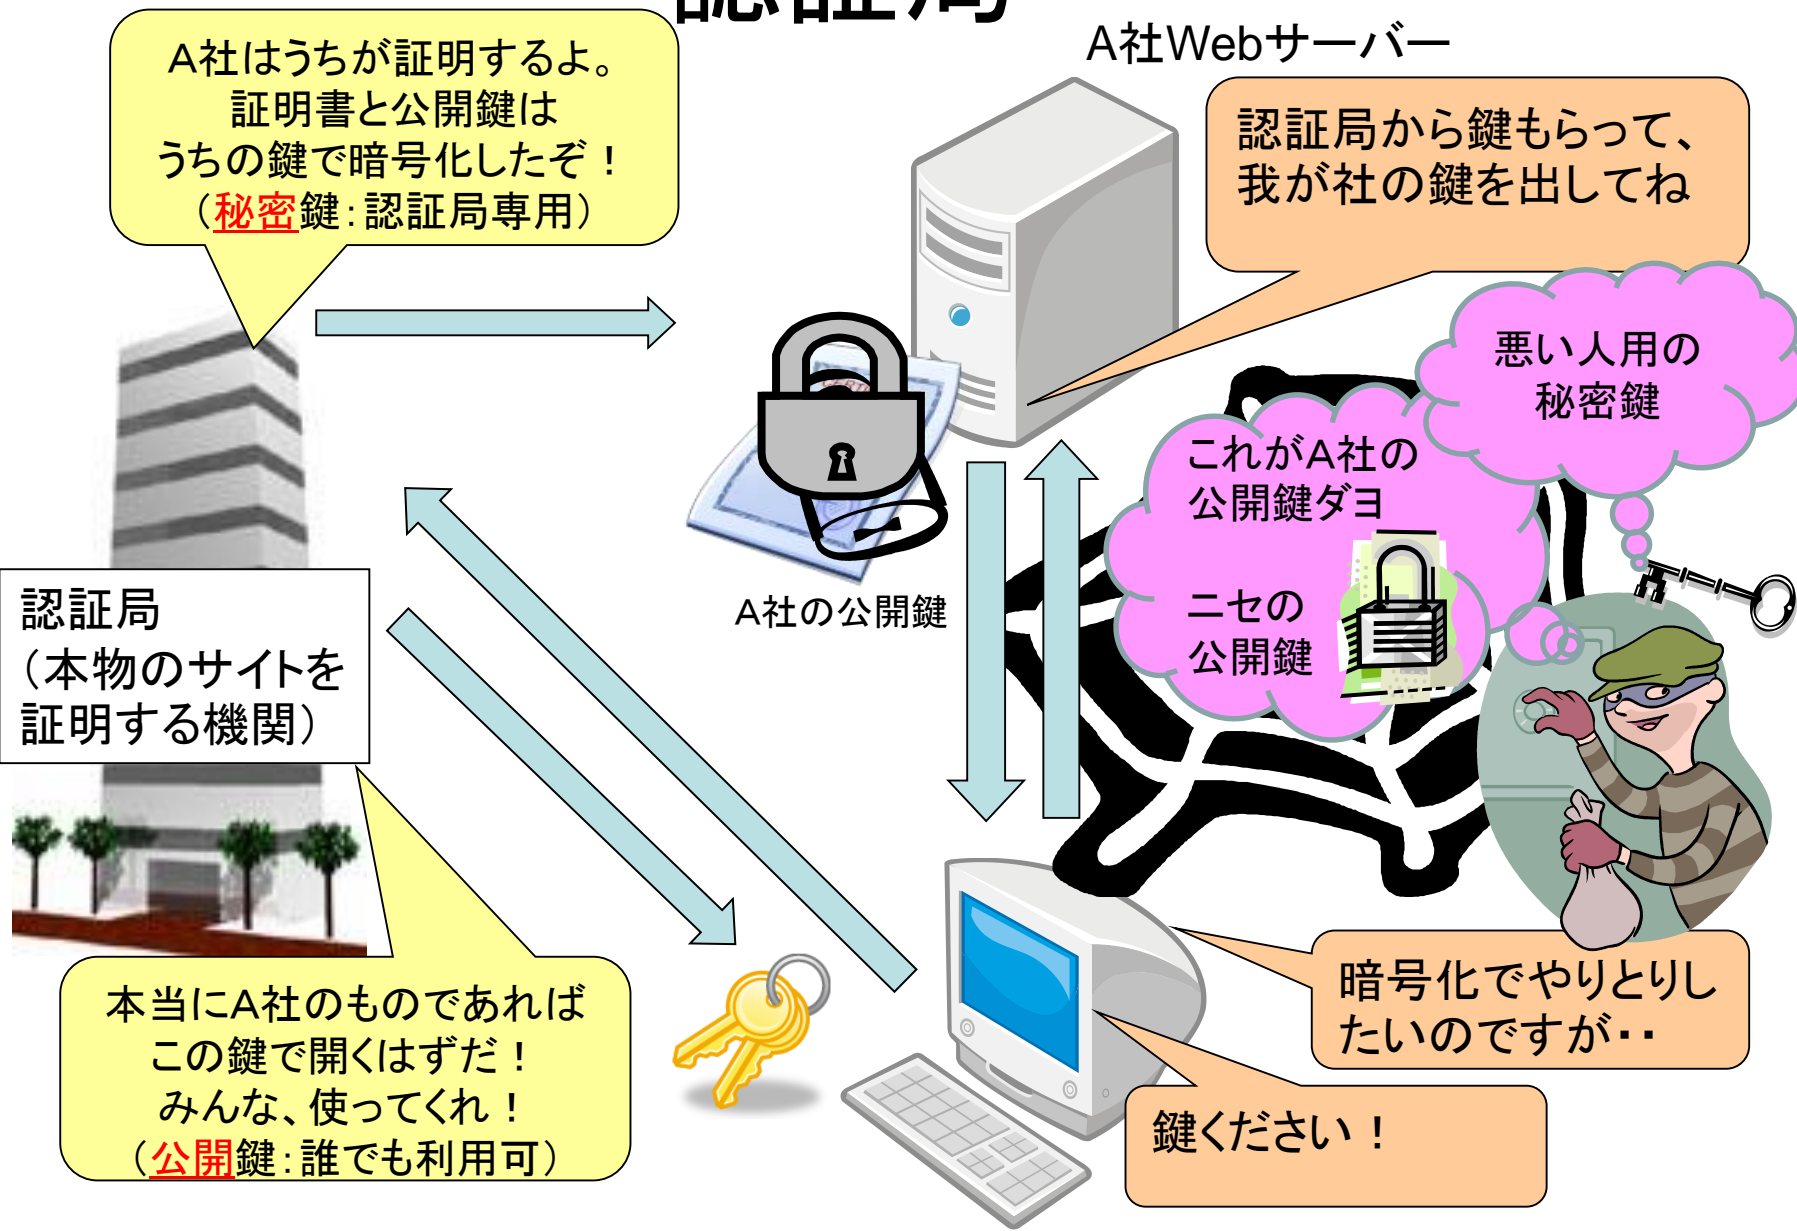 認証局
A社はうちが証明するよ。
証明書と公開鍵は
うちの鍵で暗号化したぞ！
（秘密鍵：認証局専用）
A社Webサーバー
認証局から鍵もらって、
我が社の鍵を出してね
悪い人用の
秘密鍵
これがA社の
公開鍵ダヨ
ニセの
公開鍵
A社の公開鍵
認証局
（本物のサイトを
証明する機関）
本当にA社のものであれば
この鍵で開くはずだ！
みんな、使ってくれ！
（公開鍵：誰でも利用可）
暗号化でやりとりし
たいのですが・・
鍵ください！